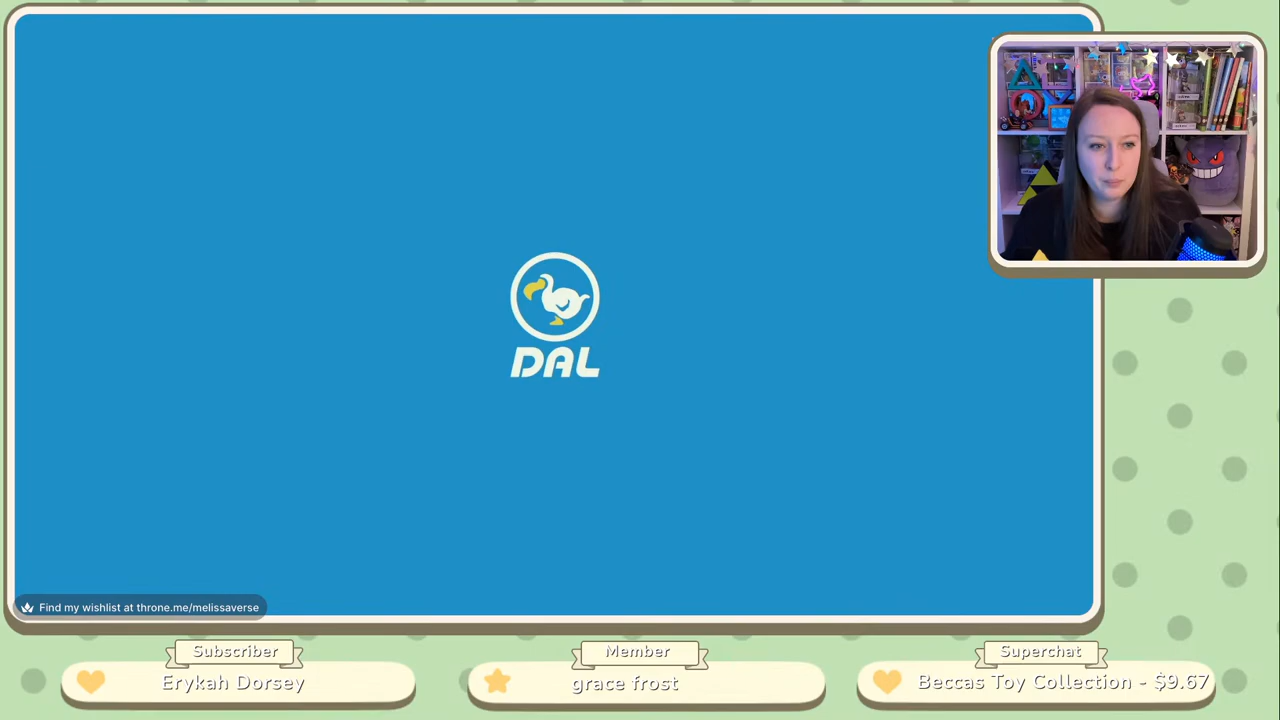 DAL
Find my wishlist at throne.me/melissaverse
Subscriber
Erykah Dorsey
Member
grace frost
Superchat
Beccas Toy Collection - $9.67